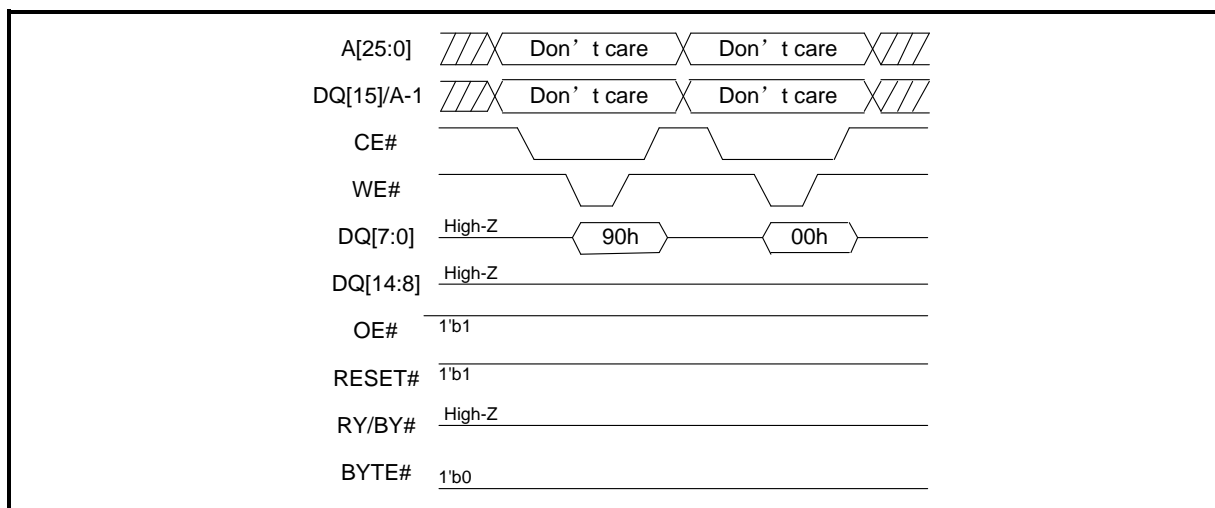 A[25:0] Don’t care Don’t care
DQ[15]/A-1 Don’t care Don’t care
CE#
WE#
DQ[7:0] High-Z 90h 00h
DQ[14:8] High-Z
OE# 1'b1
RESET# 1'b1
RY/BY# High-Z
BYTE# 1'b0